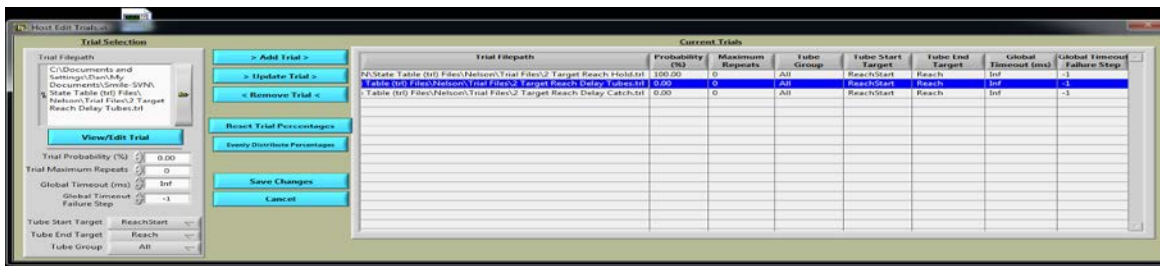 Host Edit Trials.vi
Trial Selection
Trial Filepath
C:\Documents and
Settings\Dan\My
Documents\Smile-SVN\
State Table (trl) Files\
Nelson\Trial Files\2 Target
Reach Delay Tubes.trl
View/Edit Trial
Trial Probability (%) 0.00
Trial Maximum Repeats 0
Global Timeout (ms) Inf
Global Timeout
Failure Step -1
Tube Start Target ReachStart
Tube End Target Reach
Tube Group All
> Add Trial >
> Update Trial >
< Remove Trial <
Reset Trial Percentages
Evenly Distribute Percentages
Save Changes
Cancel
Current Trials
Trial Filepath Probability (%) Maximum Repeats Tube Group Tube Start Target Tube End Target Global Timeout (ms) Global Timeout Failure Step
N\State Table (trl) Files\Nelson\Trial Files\2 Target Reach Hold.trl 100.00 0 All ReachStart Reach Inf -1
Table (trl) Files\Nelson\Trial Files\2 Target Reach Delay Tubes.trl 0.00 0 All ReachStart Reach Inf -1
Table (trl) Files\Nelson\Trial Files\2 Target Reach Delay Catch.trl 0.00 0 All ReachStart Reach Inf -1